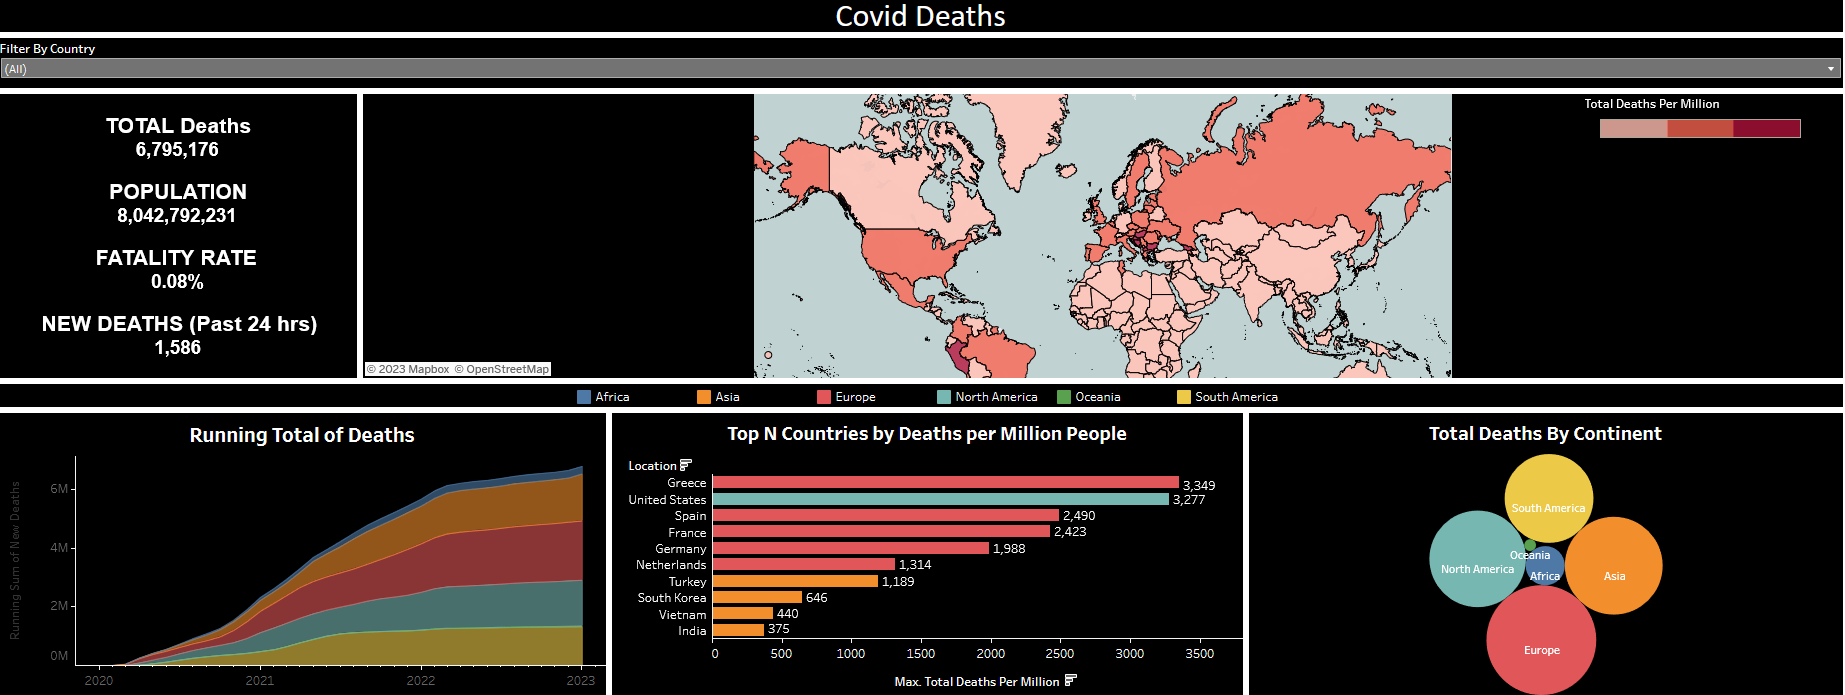 Covid Deaths
Filter By Country
(All)
TOTAL Deaths
6,795,176
POPULATION
8,042,792,231
FATALITY RATE
0.08%
NEW DEATHS (Past 24 hrs)
1,586
© 2023 Mapbox © OpenStreetMap
Total Deaths Per Million
Africa
Asia
Europe
North America
Oceania
South America
Running Total of Deaths
Running Sum of New Deaths
6M
4M
2M
0M
2020
2021
2022
2023
Top N Countries by Deaths per Million People
Location
Greece 3,349
United States 3,277
Spain 2,490
France 2,423
Germany 1,988
Netherlands 1,314
Turkey 1,189
South Korea 646
Vietnam 440
India 375
0 500 1000 1500 2000 2500 3000 3500
Max. Total Deaths Per Million
Total Deaths By Continent
South America
Oceania
North America
Africa
Asia
Europe